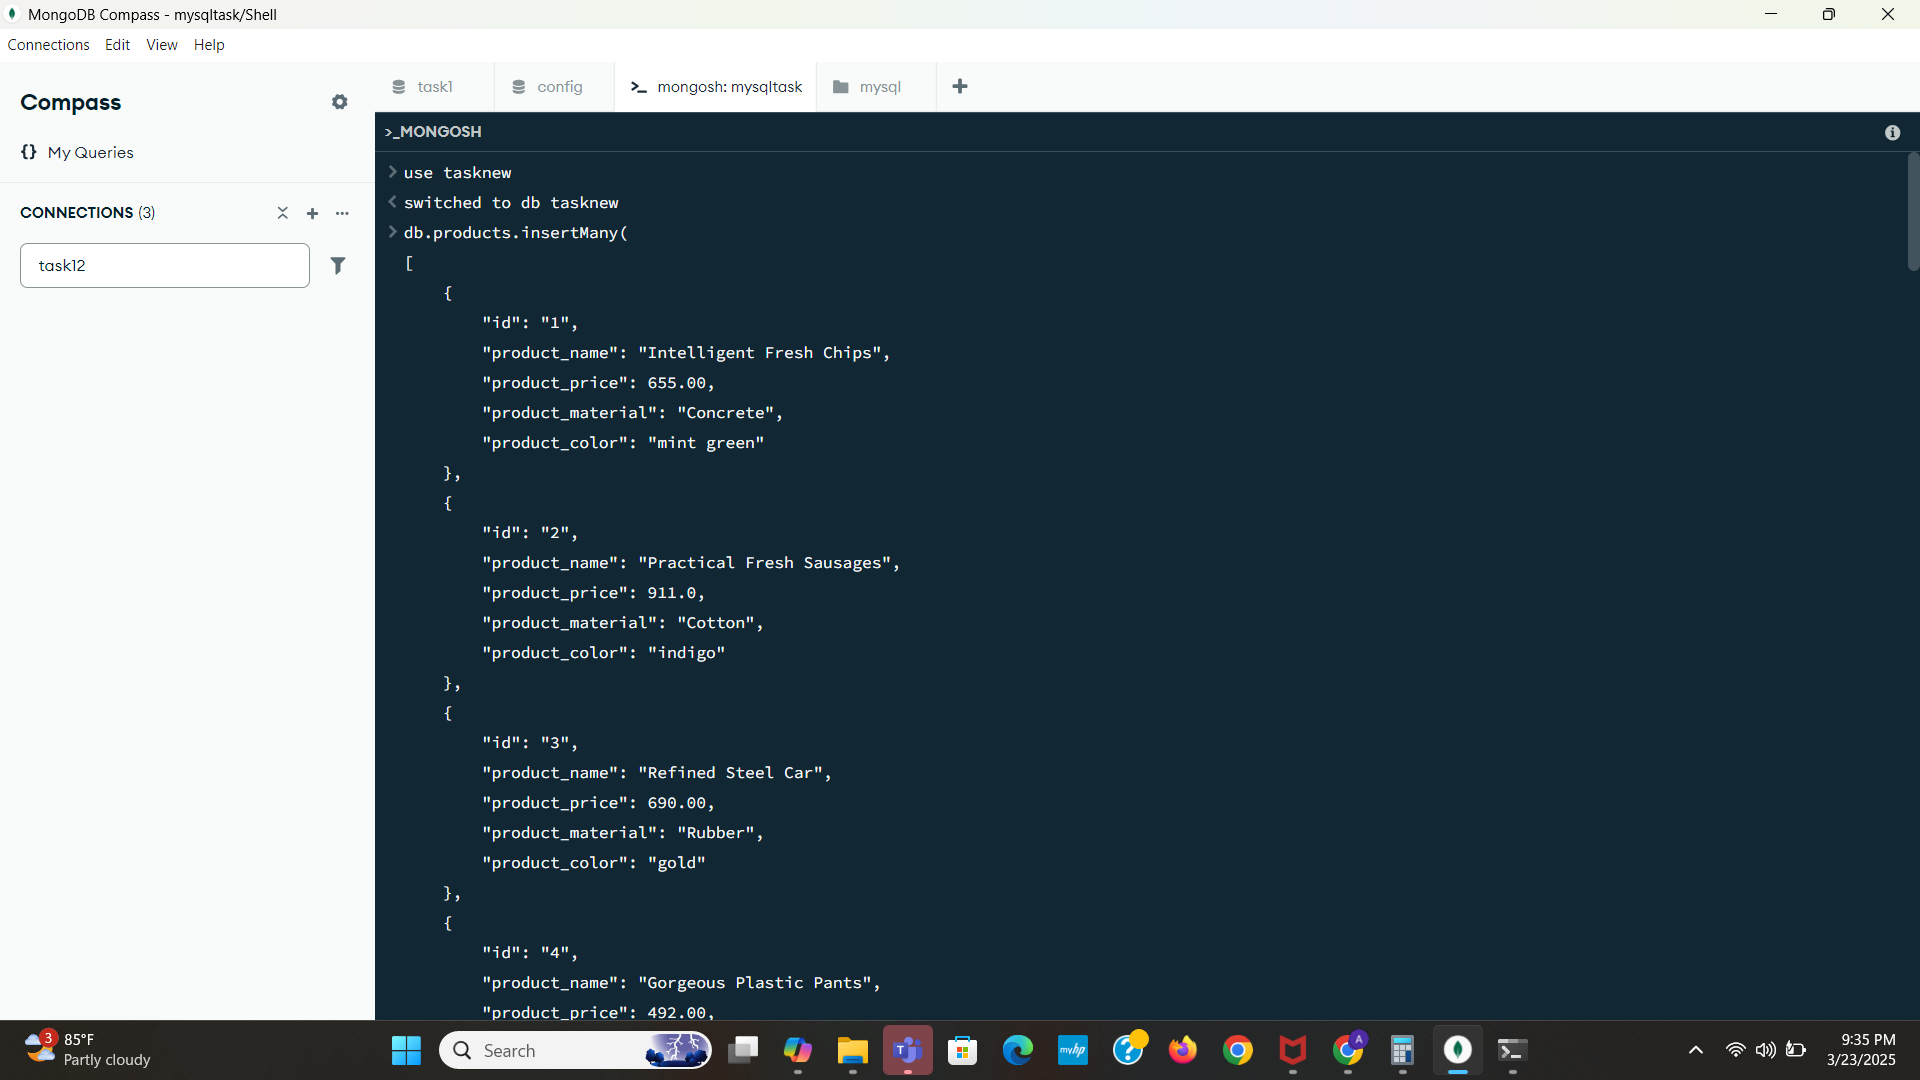 MongoDB Compass - mysqltask/Shell
Connections Edit View Help
Compass
{} My Queries
CONNECTIONS (3)
task12
task1
config
>_ mongosh: mysqltask
mysql
>_MONGOSH
> use tasknew
< switched to db tasknew
> db.products.insertMany(
[
{
"id": "1",
"product_name": "Intelligent Fresh Chips",
"product_price": 655.00,
"product_material": "Concrete",
"product_color": "mint green"
},
{
"id": "2",
"product_name": "Practical Fresh Sausages",
"product_price": 911.0,
"product_material": "Cotton",
"product_color": "indigo"
},
{
"id": "3",
"product_name": "Refined Steel Car",
"product_price": 690.00,
"product_material": "Rubber",
"product_color": "gold"
},
{
"id": "4",
"product_name": "Gorgeous Plastic Pants",
"product_price": 492.00,
3
85°F
Partly cloudy
Search
myhp
A
9:35 PM
3/23/2025